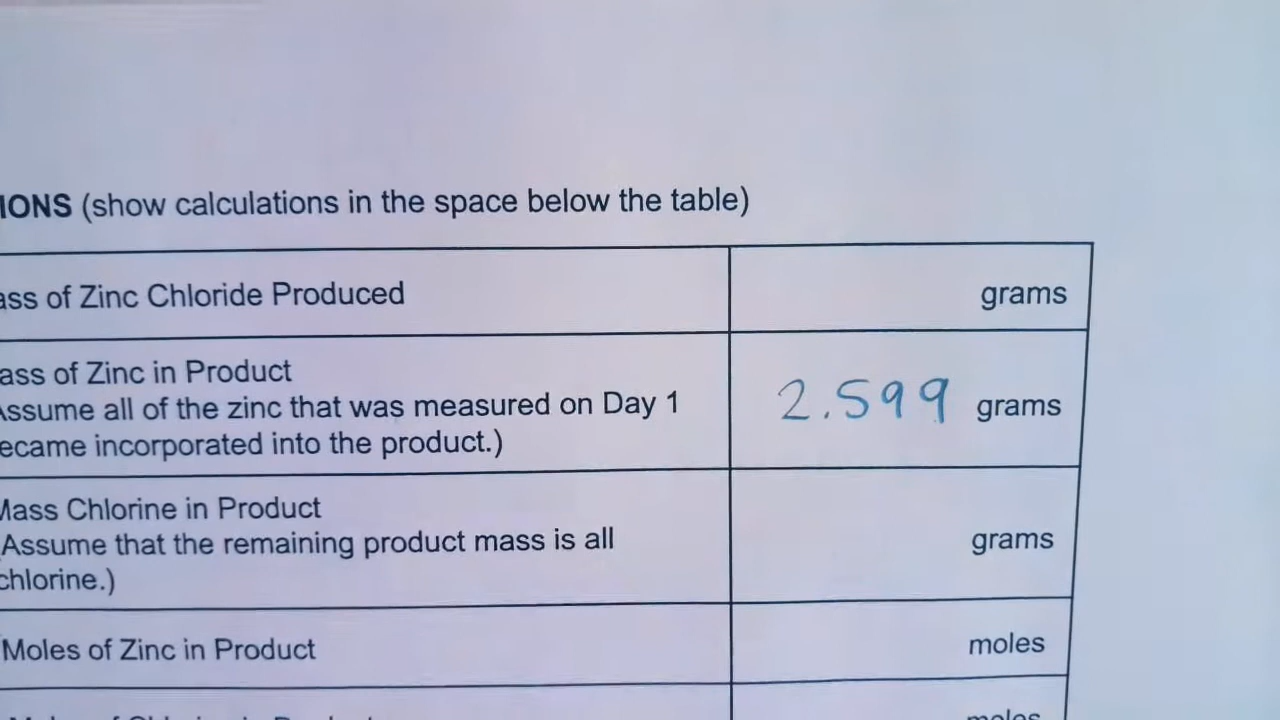 IONS (show calculations in the space below the table)
ass of Zinc Chloride Produced
grams
ass of Zinc in Product
Assume all of the zinc that was measured on Day 1
ecame incorporated into the product.)
2.599 grams
Mass Chlorine in Product
(Assume that the remaining product mass is all
chlorine.)
grams
Moles of Zinc in Product
moles
moles